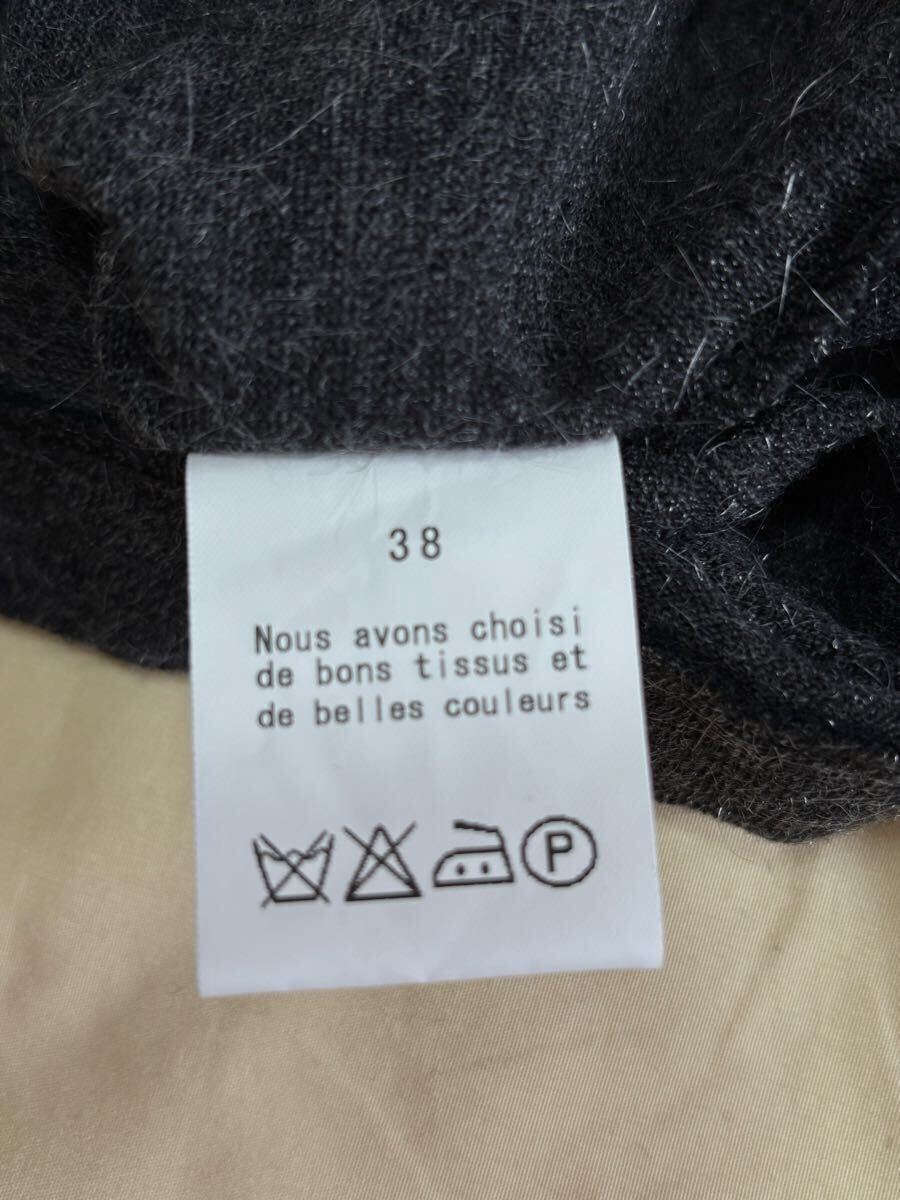 38
Nous avons choisi
de bons tissus et
de belles couleurs
P